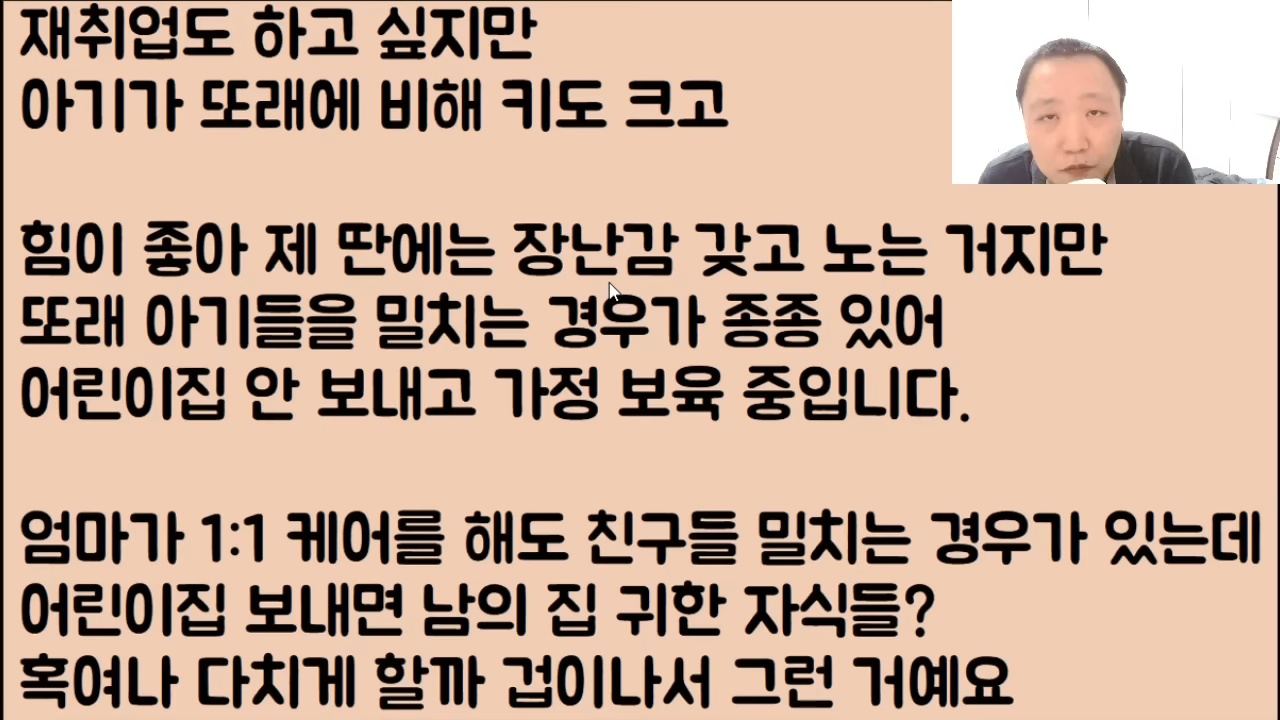 재취업도 하고 싶지만
아기가 또래에 비해 키도 크고
힘이 좋아 제 딴에는 장난감 갖고 노는 거지만
또래 아기들을 밀치는 경우가 종종 있어
어린이집 안 보내고 가정 보육 중입니다.
엄마가 1:1 케어를 해도 친구들 밀치는 경우가 있는데
어린이집 보내면 남의 집 귀한 자식들?
혹여나 다치게 할까 겁이나서 그런 거예요